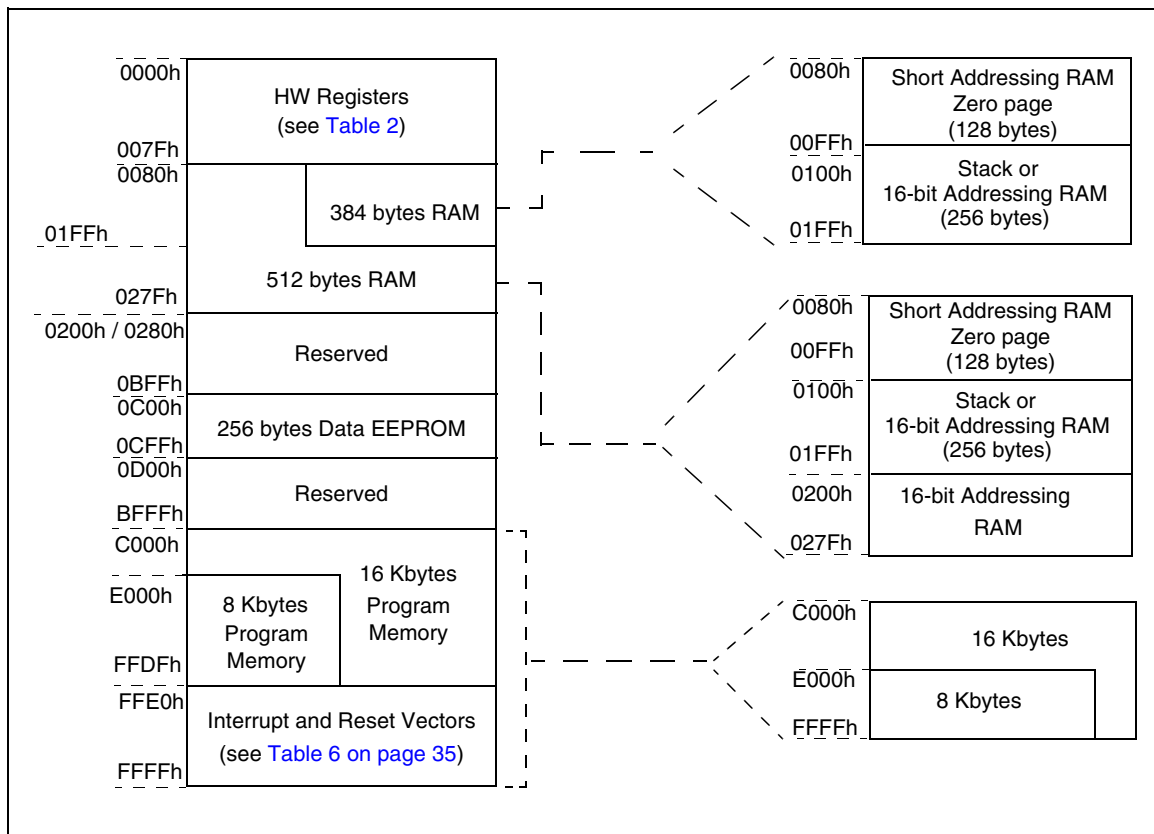 0000h
HW Registers
(see Table 2)
007Fh
0080h
384 bytes RAM
01FFh
512 bytes RAM
027Fh
0200h / 0280h
Reserved
0BFFh
0C00h
256 bytes Data EEPROM
0CFFh
0D00h
Reserved
BFFFh
C000h
16 Kbytes
Program
Memory
E000h
8 Kbytes
Program
Memory
FFDFh
FFE0h
Interrupt and Reset Vectors
(see Table 6 on page 35)
FFFFh
0080h
Short Addressing RAM
Zero page
(128 bytes)
00FFh
0100h
Stack or
16-bit Addressing RAM
(256 bytes)
01FFh
0080h
Short Addressing RAM
Zero page
(128 bytes)
00FFh
0100h
Stack or
16-bit Addressing RAM
(256 bytes)
01FFh
0200h
16-bit Addressing
RAM
027Fh
C000h
16 Kbytes
E000h
8 Kbytes
FFFFh